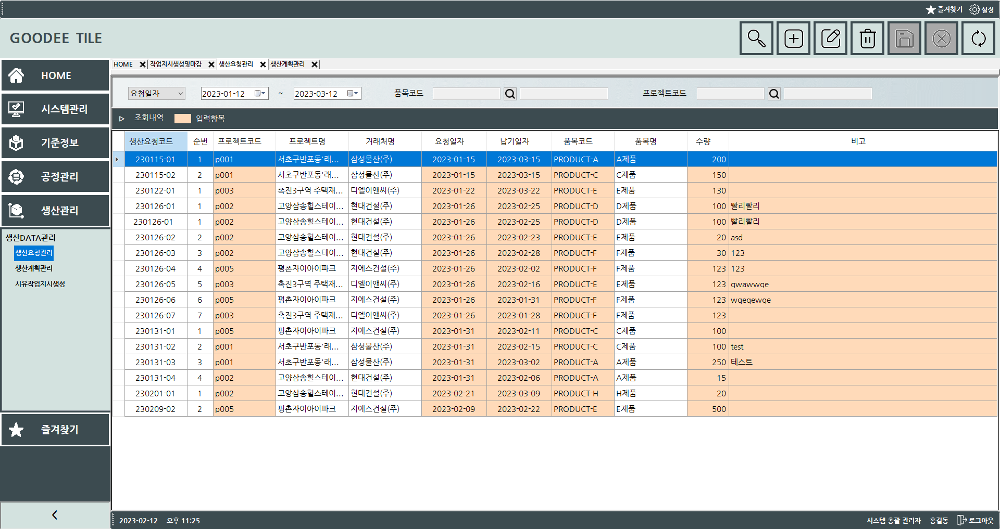 즐겨찾기 설정
GOODEE TILE
HOME
시스템관리
기준정보
공정관리
생산관리
생산DATA관리
생산요청관리
생산계획관리
시유작업지시생성
즐겨찾기
<
HOME 작업지시생성및마감 생산요청관리 생산계획관리
요청일자 2023-01-12 ~ 2023-03-12 품목코드 프로젝트코드
조회내역 입력항목
생산요청코드 순번 프로젝트코드 프로젝트명 거래처명 요청일자 납기일자 품목코드 품목명 수량 비고
230115-01 1 p001 서초구반포동'래... 삼성물산(주) 2023-01-15 2023-03-15 PRODUCT-A A제품 200
230115-02 2 p001 서초구반포동'래... 삼성물산(주) 2023-01-15 2023-03-15 PRODUCT-C C제품 150
230122-01 1 p003 촉진3구역 주택재... 디엘이앤씨(주) 2023-01-22 2023-03-22 PRODUCT-E E제품 130
230126-01 1 p002 고양삼송힐스테이... 현대건설(주) 2023-01-26 2023-02-25 PRODUCT-D D제품 100 빨리빨리
230126-01 1 p002 고양삼송힐스테이... 현대건설(주) 2023-01-26 2023-02-25 PRODUCT-D D제품 100 빨리빨리
230126-02 2 p002 고양삼송힐스테이... 현대건설(주) 2023-01-26 2023-02-23 PRODUCT-E E제품 20 asd
230126-03 3 p002 고양삼송힐스테이... 현대건설(주) 2023-01-26 2023-02-28 PRODUCT-F F제품 30 123
230126-04 4 p005 평촌자이아이파크 지에스건설(주) 2023-01-26 2023-02-02 PRODUCT-F F제품 123 123
230126-05 5 p003 촉진3구역 주택재... 디엘이앤씨(주) 2023-01-26 2023-02-16 PRODUCT-E E제품 123 qwawwqe
230126-06 6 p005 평촌자이아이파크 지에스건설(주) 2023-01-26 2023-01-31 PRODUCT-F F제품 123 wqeqewqe
230126-07 7 p003 촉진3구역 주택재... 디엘이앤씨(주) 2023-01-26 2023-01-28 PRODUCT-F F제품 123
230131-01 1 p005 평촌자이아이파크 지에스건설(주) 2023-01-31 2023-02-11 PRODUCT-C C제품 100
230131-02 2 p001 서초구반포동'래... 삼성물산(주) 2023-01-31 2023-02-15 PRODUCT-C C제품 100 test
230131-03 3 p001 서초구반포동'래... 삼성물산(주) 2023-01-31 2023-03-02 PRODUCT-A A제품 250 테스트
230131-04 4 p002 고양삼송힐스테이... 현대건설(주) 2023-01-31 2023-02-06 PRODUCT-A A제품 15
230201-01 1 p002 고양삼송힐스테이... 현대건설(주) 2023-02-21 2023-03-09 PRODUCT-H H제품 20
230209-02 2 p005 평촌자이아이파크 지에스건설(주) 2023-02-09 2023-02-22 PRODUCT-E E제품 500
2023-02-12 오후 11:25 시스템 총괄 관리자 홍길동 로그아웃